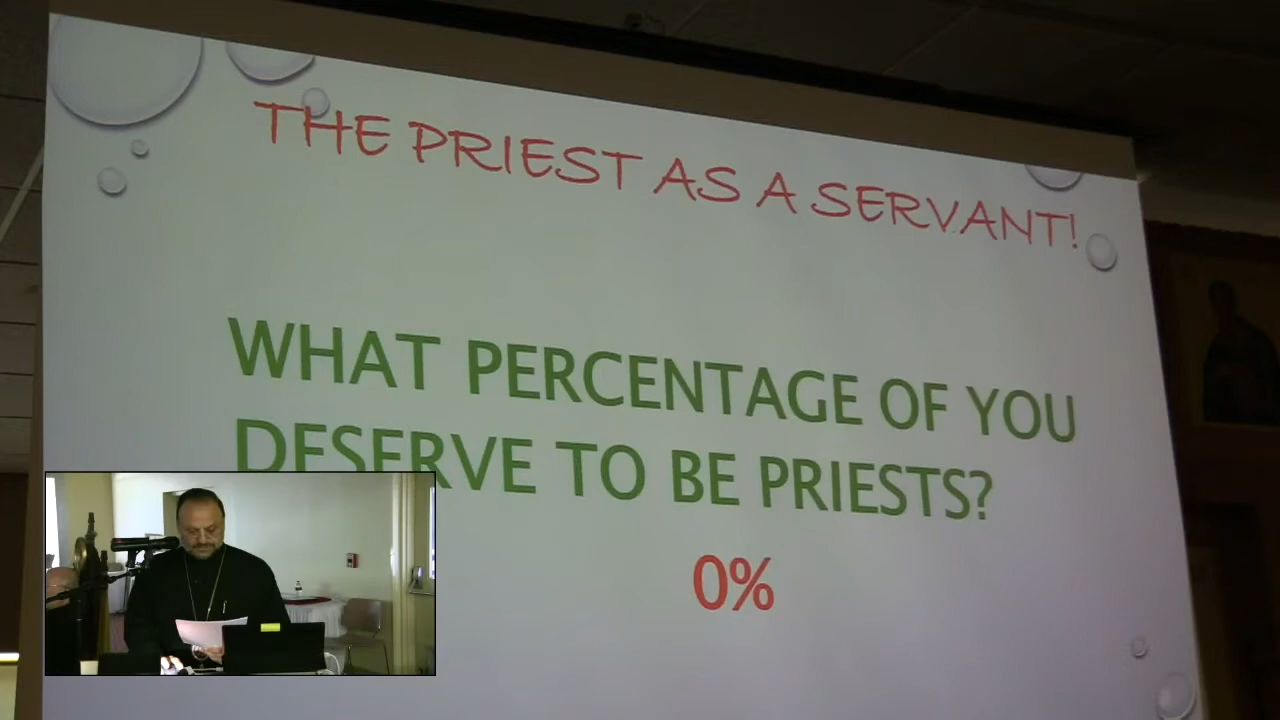 THE PRIEST AS A SERVANT!
WHAT PERCENTAGE OF YOU
DESERVE TO BE PRIESTS?
0%